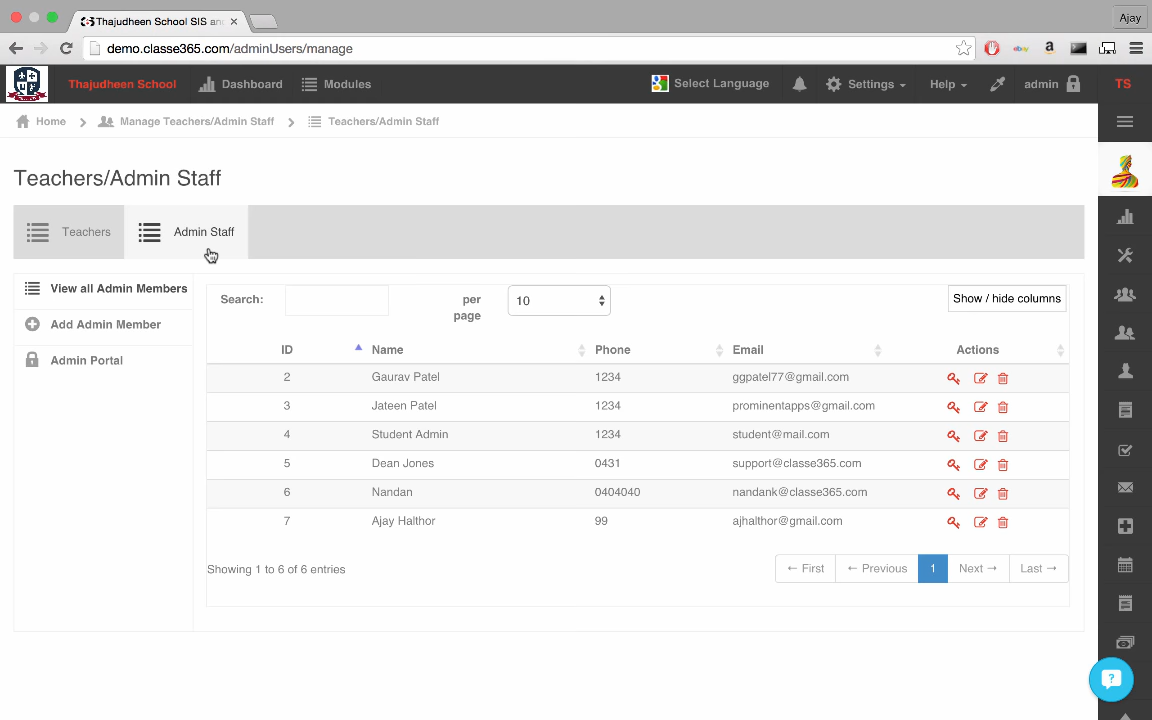 Thajudheen School SIS an
Ajay
demo.classe365.com/adminUsers/manage
ebay
a
Thajudheen School
Dashboard
Modules
Select Language
Settings
Help
admin
TS
Home
Manage Teachers/Admin Staff
Teachers/Admin Staff
Teachers/Admin Staff
Teachers
Admin Staff
View all Admin Members
Add Admin Member
Admin Portal
Search:
per
page
10
Show / hide columns
ID Name Phone Email Actions
2 Gaurav Patel 1234 ggpatel77@gmail.com
3 Jateen Patel 1234 prominentapps@gmail.com
4 Student Admin 1234 student@mail.com
5 Dean Jones 0431 support@classe365.com
6 Nandan 0404040 nandank@classe365.com
7 Ajay Halthor 99 ajhalthor@gmail.com
Showing 1 to 6 of 6 entries
← First ← Previous 1 Next → Last →
?